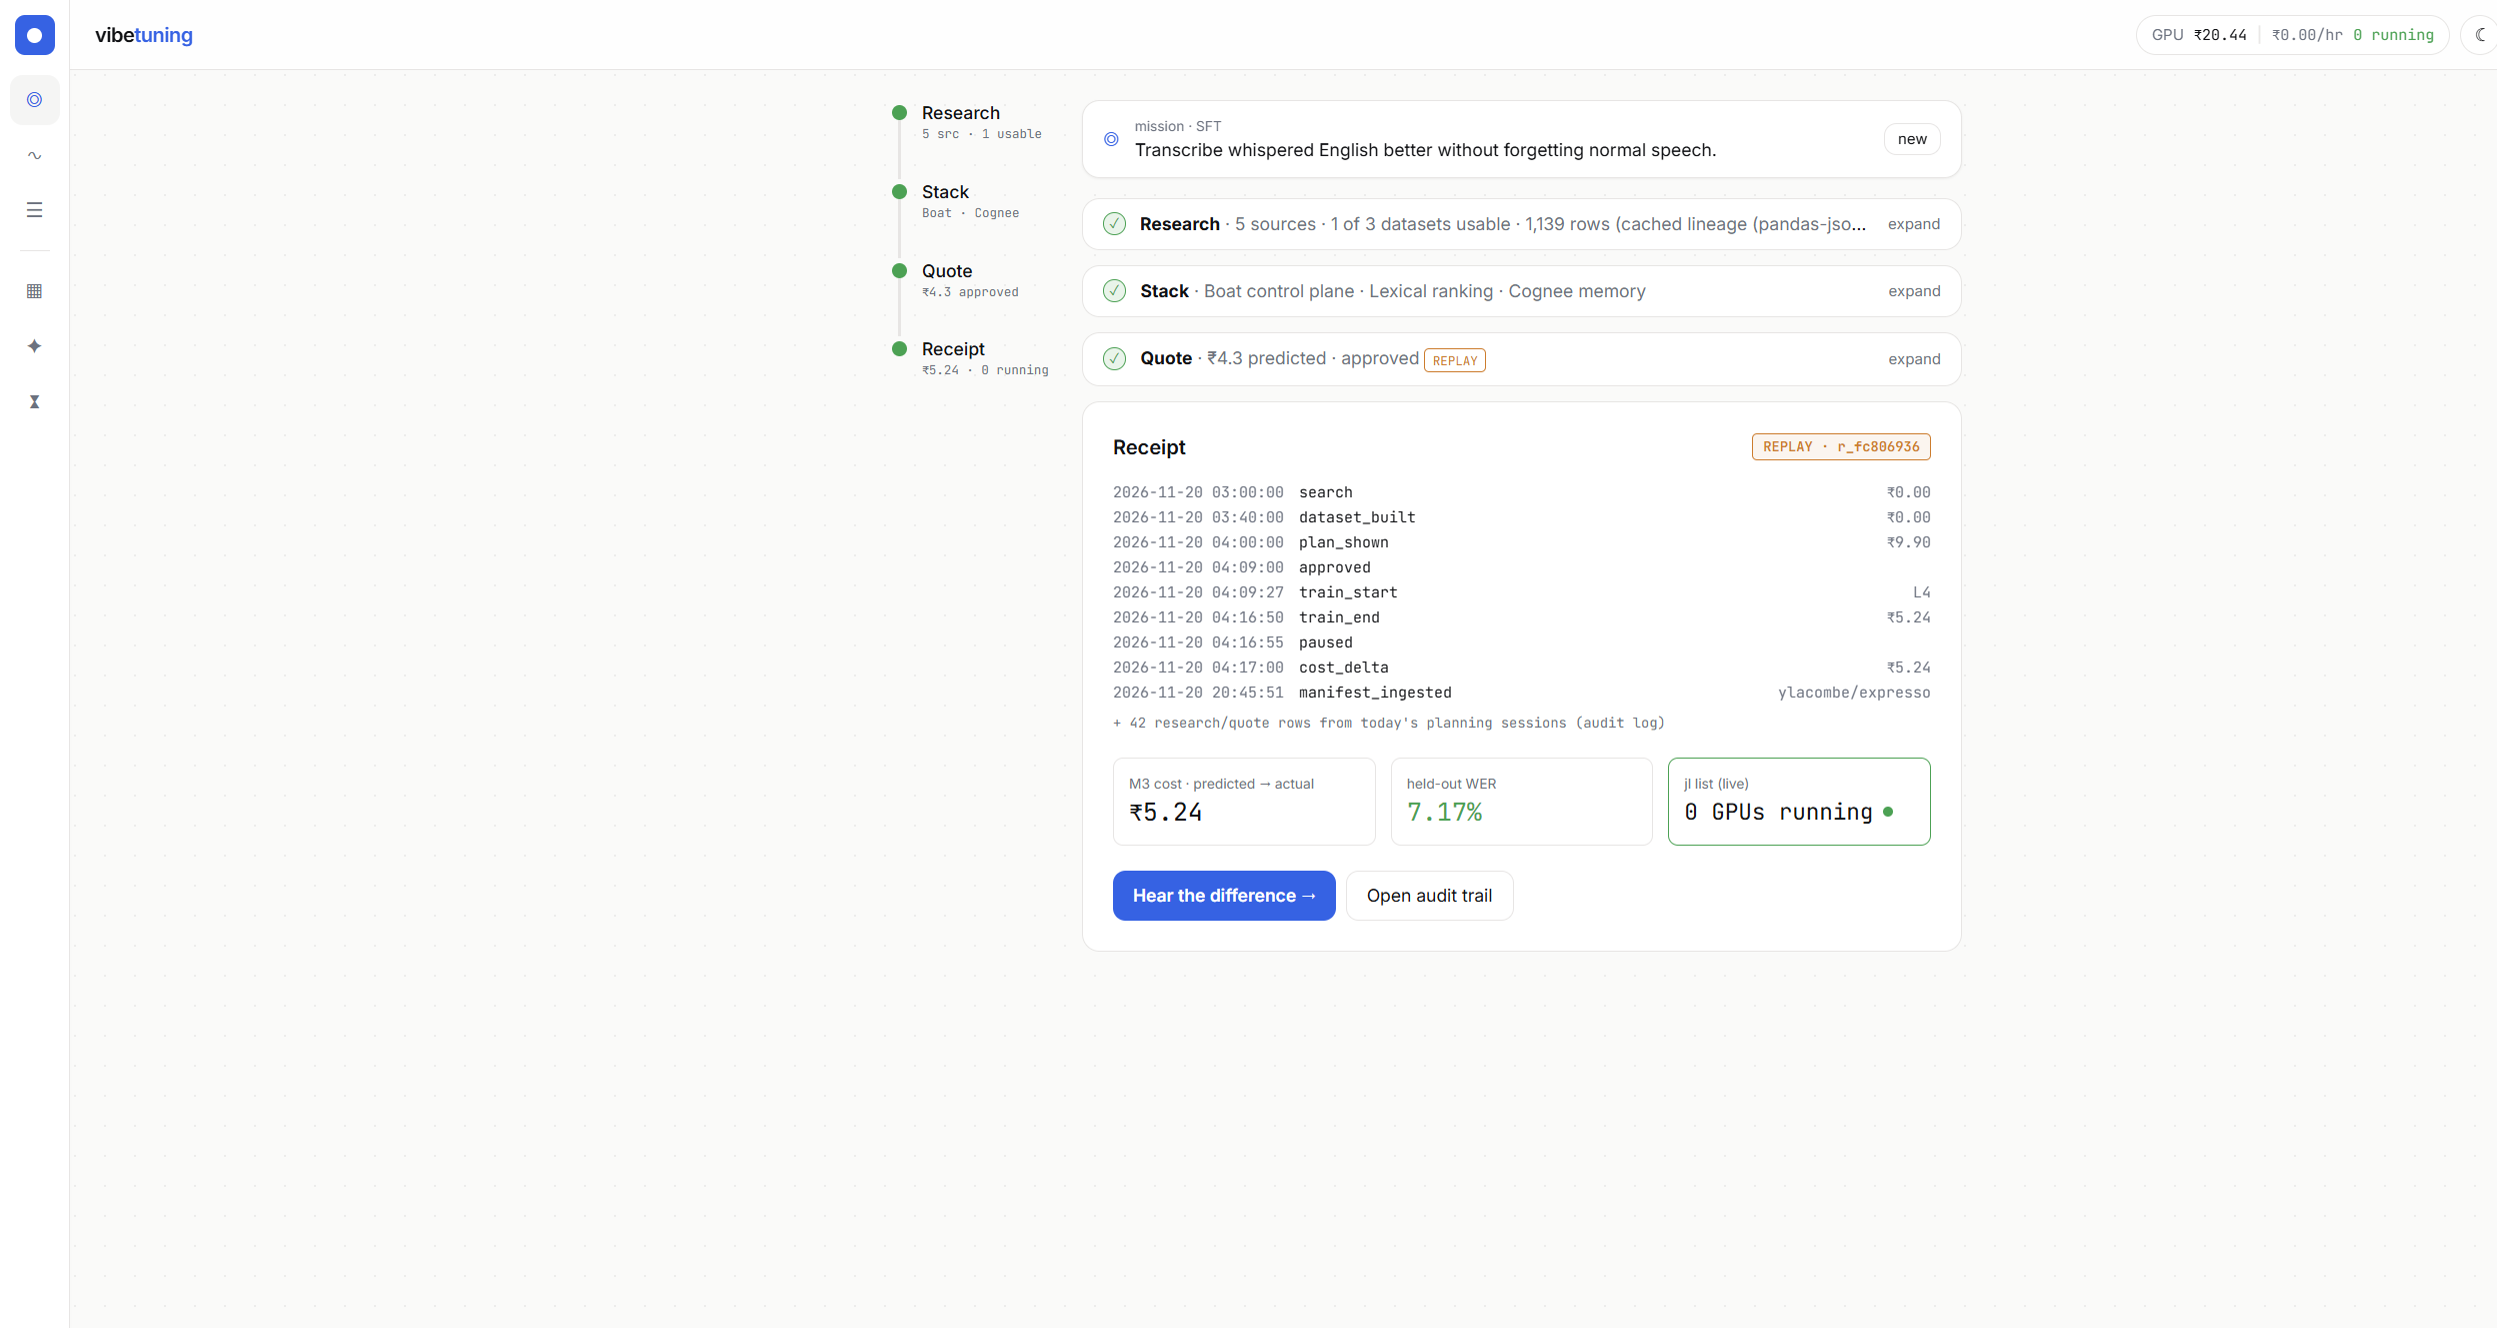 vibetuning
GPU ₹20.44 ₹0.00/hr 0 running
Research
5 src · 1 usable
Stack
Boat · Cognee
Quote
₹4.3 approved
Receipt
₹5.24 · 0 running
mission · SFT
Transcribe whispered English better without forgetting normal speech.
new
Research · 5 sources · 1 of 3 datasets usable · 1,139 rows (cached lineage (pandas-jso... expand
Stack · Boat control plane · Lexical ranking · Cognee memory expand
Quote · ₹4.3 predicted · approved REPLAY expand
Receipt REPLAY · r_fc806936
2026-11-20 03:00:00 search ₹0.00
2026-11-20 03:40:00 dataset_built ₹0.00
2026-11-20 04:00:00 plan_shown ₹9.90
2026-11-20 04:09:00 approved
2026-11-20 04:09:27 train_start L4
2026-11-20 04:16:50 train_end ₹5.24
2026-11-20 04:16:55 paused
2026-11-20 04:17:00 cost_delta ₹5.24
2026-11-20 20:45:51 manifest_ingested ylacombe/expresso
+ 42 research/quote rows from today's planning sessions (audit log)
M3 cost · predicted → actual
₹5.24
held-out WER
7.17%
jl list (live)
0 GPUs running
Hear the difference →
Open audit trail